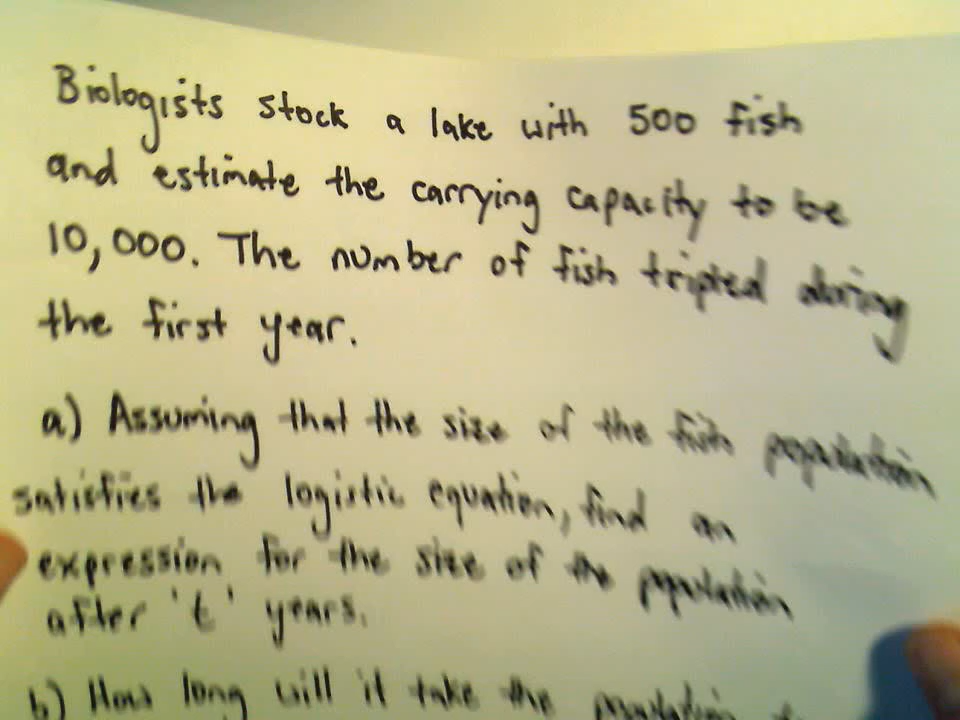 Biologists stock a lake with 500 fish
and estimate the carrying capacity to be
10,000. The number of fish tripled during
the first year.
a) Assuming that the size of the fish population
satisfies the logistic equation, find an
expression for the size of the population
after 't' years.
b) How long will it take the population